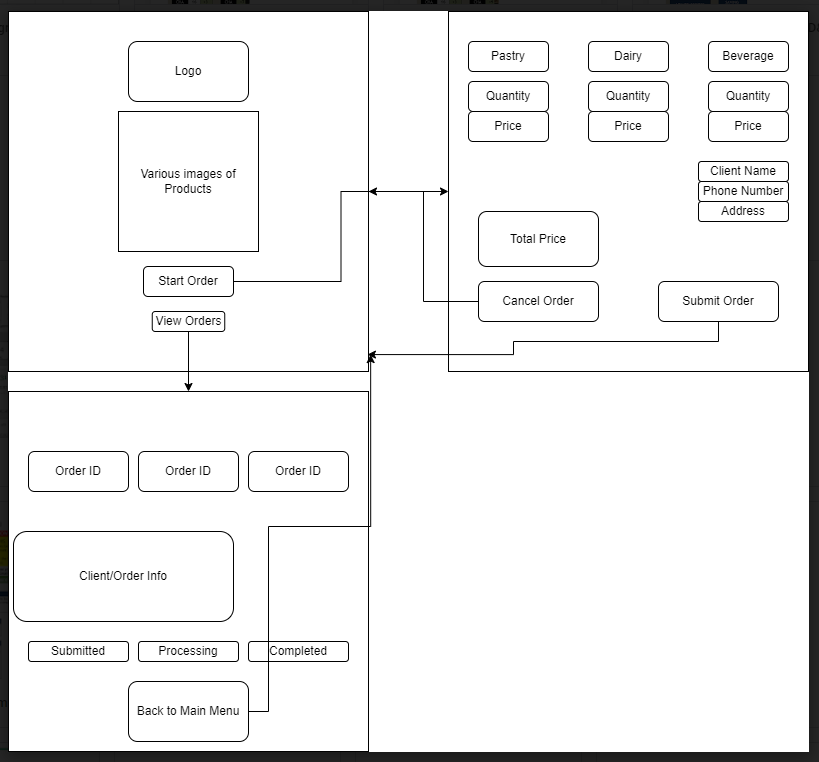 Logo
Various images of
Products
Start Order
View Orders
Pastry
Dairy
Beverage
Quantity
Quantity
Quantity
Price
Price
Price
Client Name
Phone Number
Address
Total Price
Cancel Order
Submit Order
Order ID
Order ID
Order ID
Client/Order Info
Submitted
Processing
Completed
Back to Main Menu